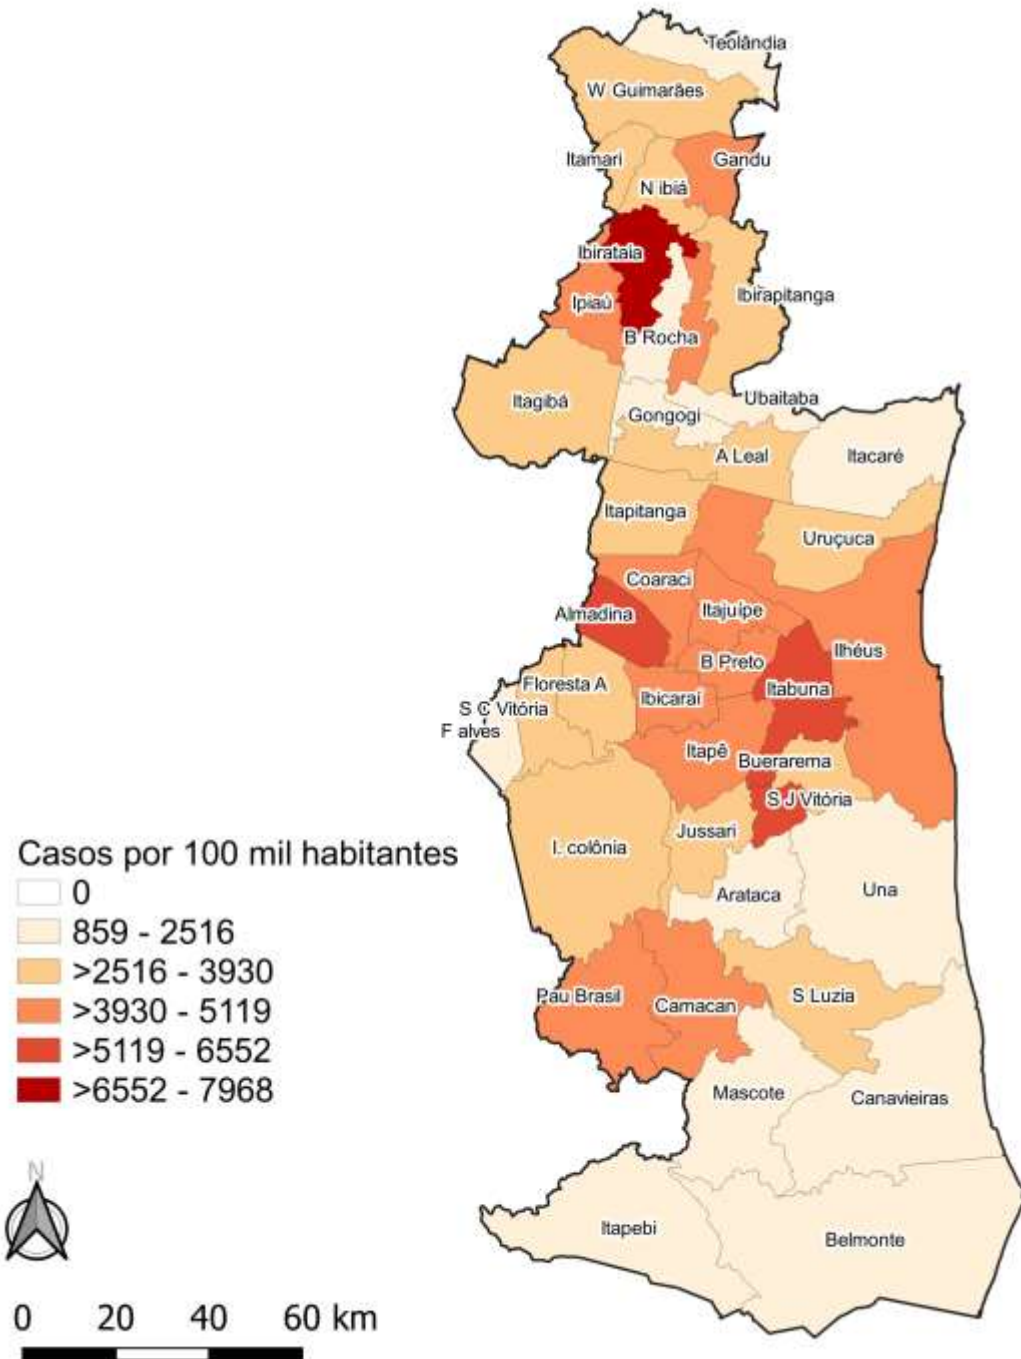 Teolândia
W Guimarães
Itamari
Gandu
N ibiá
Ibirataia
Ipiaú
Ibirapitanga
B Rocha
Itagibá
Ubaitaba
Gongogi
A Leal
Itacaré
Itapitanga
Uruçuca
Coaraci
Almadina
Itajuípe
Ilhéus
B Preto
Floresta A
Ibicaraí
Itabuna
S C Vitória
F alves
Itapê
Buerarema
S J Vitória
Jussari
I. colônia
Arataca
Una
Pau Brasil
Camacan
S Luzia
Mascote
Canavieiras
Itapebi
Belmonte
Casos por 100 mil habitantes
0
859 - 2516
>2516 - 3930
>3930 - 5119
>5119 - 6552
>6552 - 7968
N
0 20 40 60 km